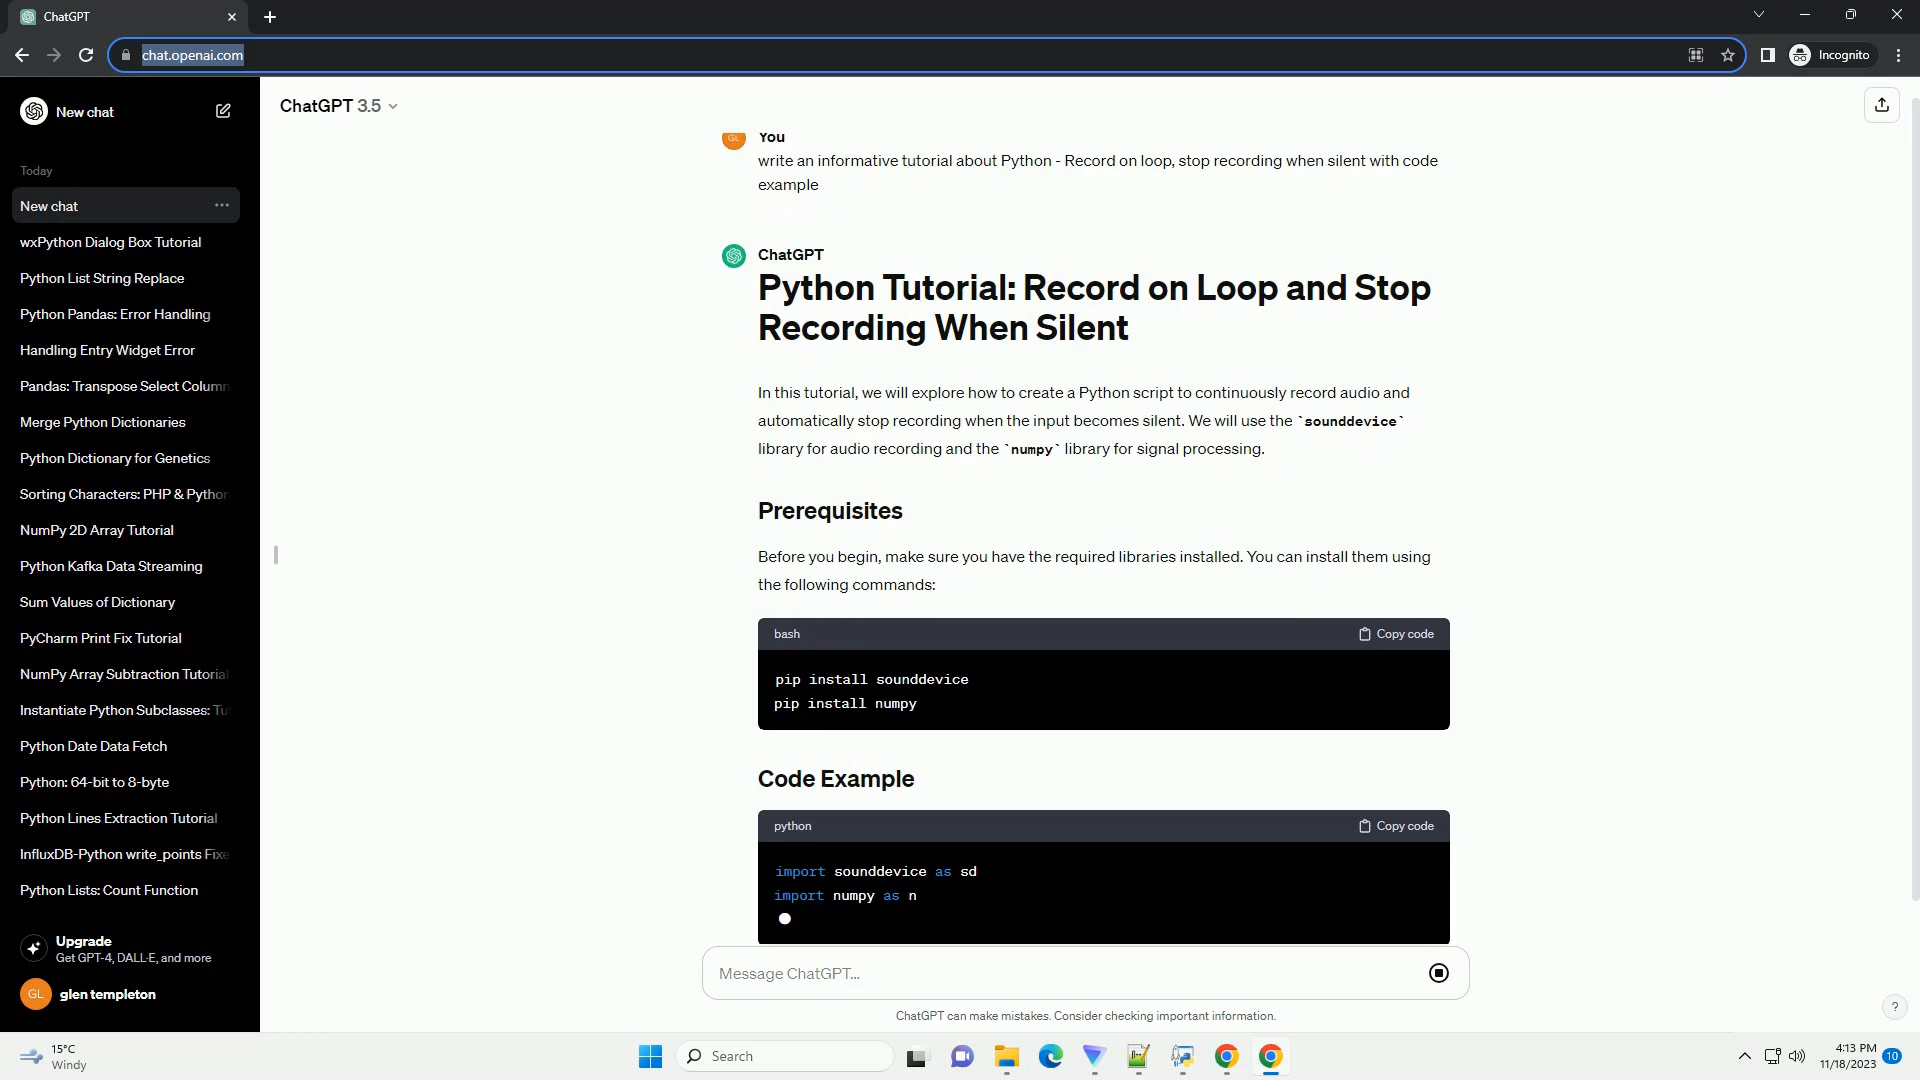 ChatGPT
chat.openai.com
Incognito
New chat
Today
New chat
wxPython Dialog Box Tutorial
Python List String Replace
Python Pandas: Error Handling
Handling Entry Widget Error
Pandas: Transpose Select Column
Merge Python Dictionaries
Python Dictionary for Genetics
Sorting Characters: PHP & Python
NumPy 2D Array Tutorial
Python Kafka Data Streaming
Sum Values of Dictionary
PyCharm Print Fix Tutorial
NumPy Array Subtraction Tutorial
Instantiate Python Subclasses: Tu
Python Date Data Fetch
Python: 64-bit to 8-byte
Python Lines Extraction Tutorial
InfluxDB-Python write_points Fixe
Python Lists: Count Function
Upgrade
Get GPT-4, DALL·E, and more
GL
glen templeton
ChatGPT 3.5
GL
You
write an informative tutorial about Python - Record on loop, stop recording when silent with code
example
ChatGPT
Python Tutorial: Record on Loop and Stop
Recording When Silent
In this tutorial, we will explore how to create a Python script to continuously record audio and
automatically stop recording when the input becomes silent. We will use the `sounddevice`
library for audio recording and the `numpy` library for signal processing.
Prerequisites
Before you begin, make sure you have the required libraries installed. You can install them using
the following commands:
bash
Copy code
pip install sounddevice
pip install numpy
Code Example
python
Copy code
import sounddevice as sd
import numpy as n
Message ChatGPT...
ChatGPT can make mistakes. Consider checking important information.
?
15°C
Windy
Search
4:13 PM
11/18/2023
10